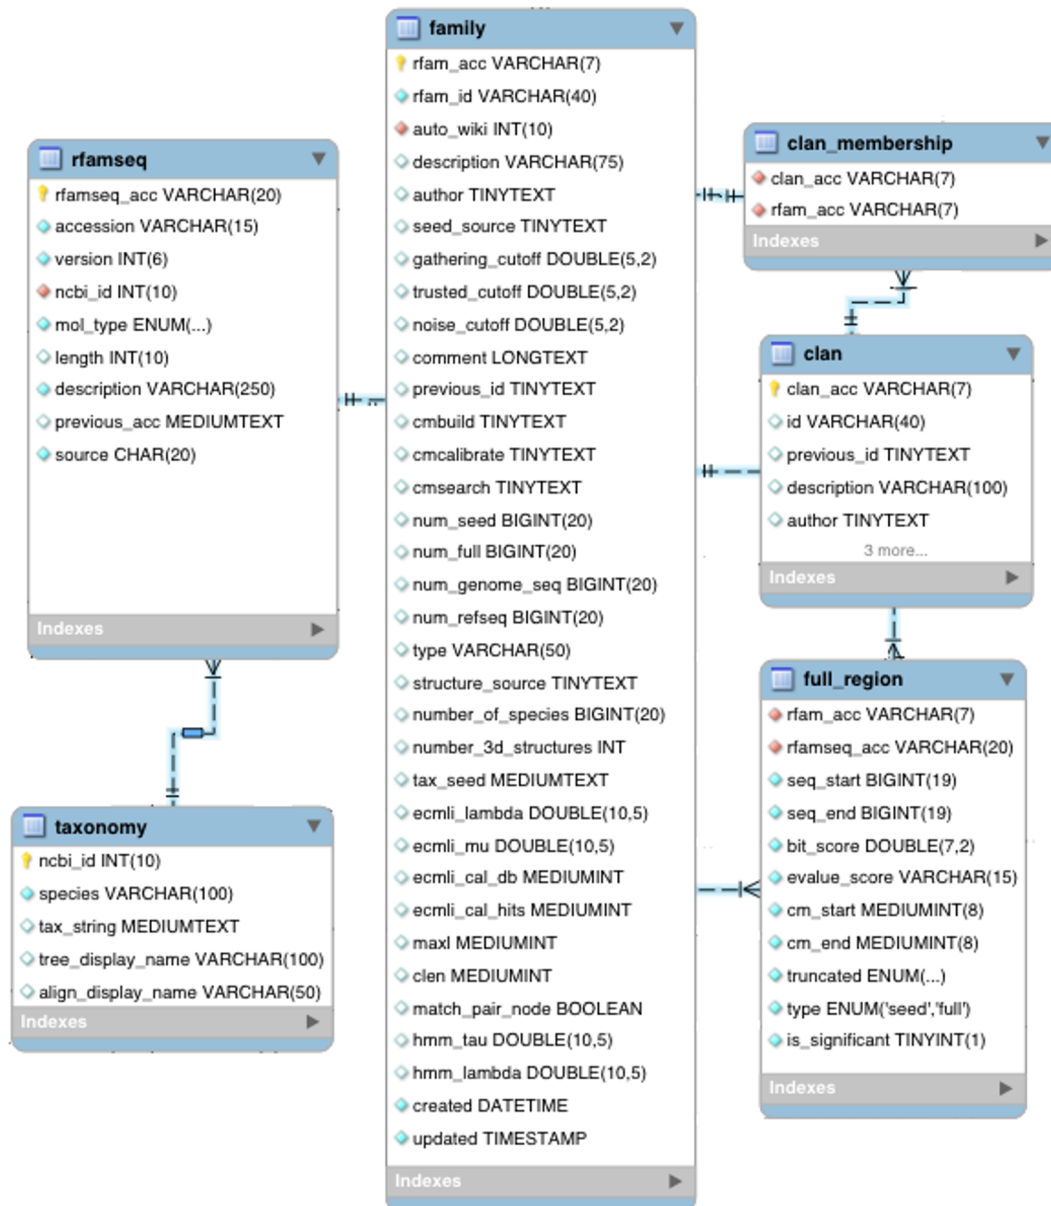 family
rfam_acc VARCHAR(7)
rfam_id VARCHAR(40)
auto_wiki INT(10)
description VARCHAR(75)
author TINYTEXT
seed_source TINYTEXT
gathering_cutoff DOUBLE(5,2)
trusted_cutoff DOUBLE(5,2)
noise_cutoff DOUBLE(5,2)
comment LONGTEXT
previous_id TINYTEXT
cmbuild TINYTEXT
cmcalibrate TINYTEXT
cmsearch TINYTEXT
num_seed BIGINT(20)
num_full BIGINT(20)
num_genome_seq BIGINT(20)
num_refseq BIGINT(20)
type VARCHAR(50)
structure_source TINYTEXT
number_of_species BIGINT(20)
number_3d_structures INT
tax_seed MEDIUMTEXT
ecmli_lambda DOUBLE(10,5)
ecmli_mu DOUBLE(10,5)
ecmli_cal_db MEDIUMINT
ecmli_cal_hits MEDIUMINT
maxl MEDIUMINT
clen MEDIUMINT
match_pair_node BOOLEAN
hmm_tau DOUBLE(10,5)
hmm_lambda DOUBLE(10,5)
created DATETIME
updated TIMESTAMP
Indexes
rfamseq
rfamseq_acc VARCHAR(20)
accession VARCHAR(15)
version INT(6)
ncbi_id INT(10)
mol_type ENUM(...)
length INT(10)
description VARCHAR(250)
previous_acc MEDIUMTEXT
source CHAR(20)
Indexes
taxonomy
ncbi_id INT(10)
species VARCHAR(100)
tax_string MEDIUMTEXT
tree_display_name VARCHAR(100)
align_display_name VARCHAR(50)
Indexes
clan_membership
clan_acc VARCHAR(7)
rfam_acc VARCHAR(7)
Indexes
clan
clan_acc VARCHAR(7)
id VARCHAR(40)
previous_id TINYTEXT
description VARCHAR(100)
author TINYTEXT
3 more...
Indexes
full_region
rfam_acc VARCHAR(7)
rfamseq_acc VARCHAR(20)
seq_start BIGINT(19)
seq_end BIGINT(19)
bit_score DOUBLE(7,2)
evalue_score VARCHAR(15)
cm_start MEDIUMINT(8)
cm_end MEDIUMINT(8)
truncated ENUM(...)
type ENUM('seed','full')
is_significant TINYINT(1)
Indexes